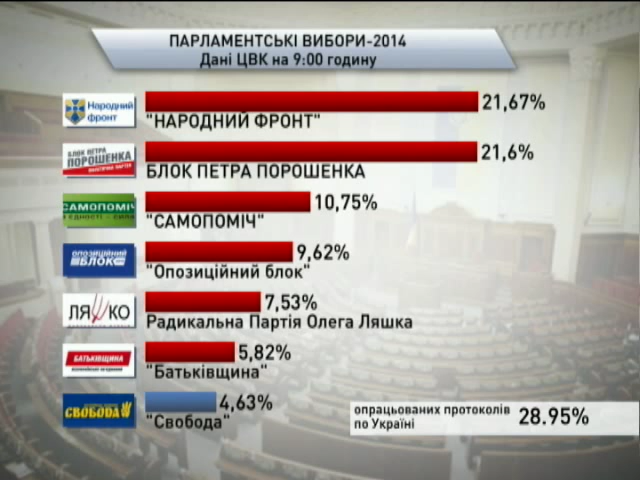 ПАРЛАМЕНТСЬКІ ВИБОРИ-2014
Дані ЦВК на 9:00 годину
Народний
фронт
21,67%
"НАРОДНИЙ ФРОНТ"
БЛОК ПЕТРА
ПОРОШЕНКА
21,6%
БЛОК ПЕТРА ПОРОШЕНКА
САМОПОМІЧ
10,75%
"САМОПОМІЧ"
ОПОЗИЦІЙНИЙ
БЛОК
9,62%
"Опозиційний блок"
ЛЯШКО
7,53%
Радикальна Партія Олега Ляшка
БАТЬКІВЩИНА
5,82%
"Батьківщина"
СВОБОДА
4,63%
"Свобода"
опрацьованих протоколів
по Україні
28.95%